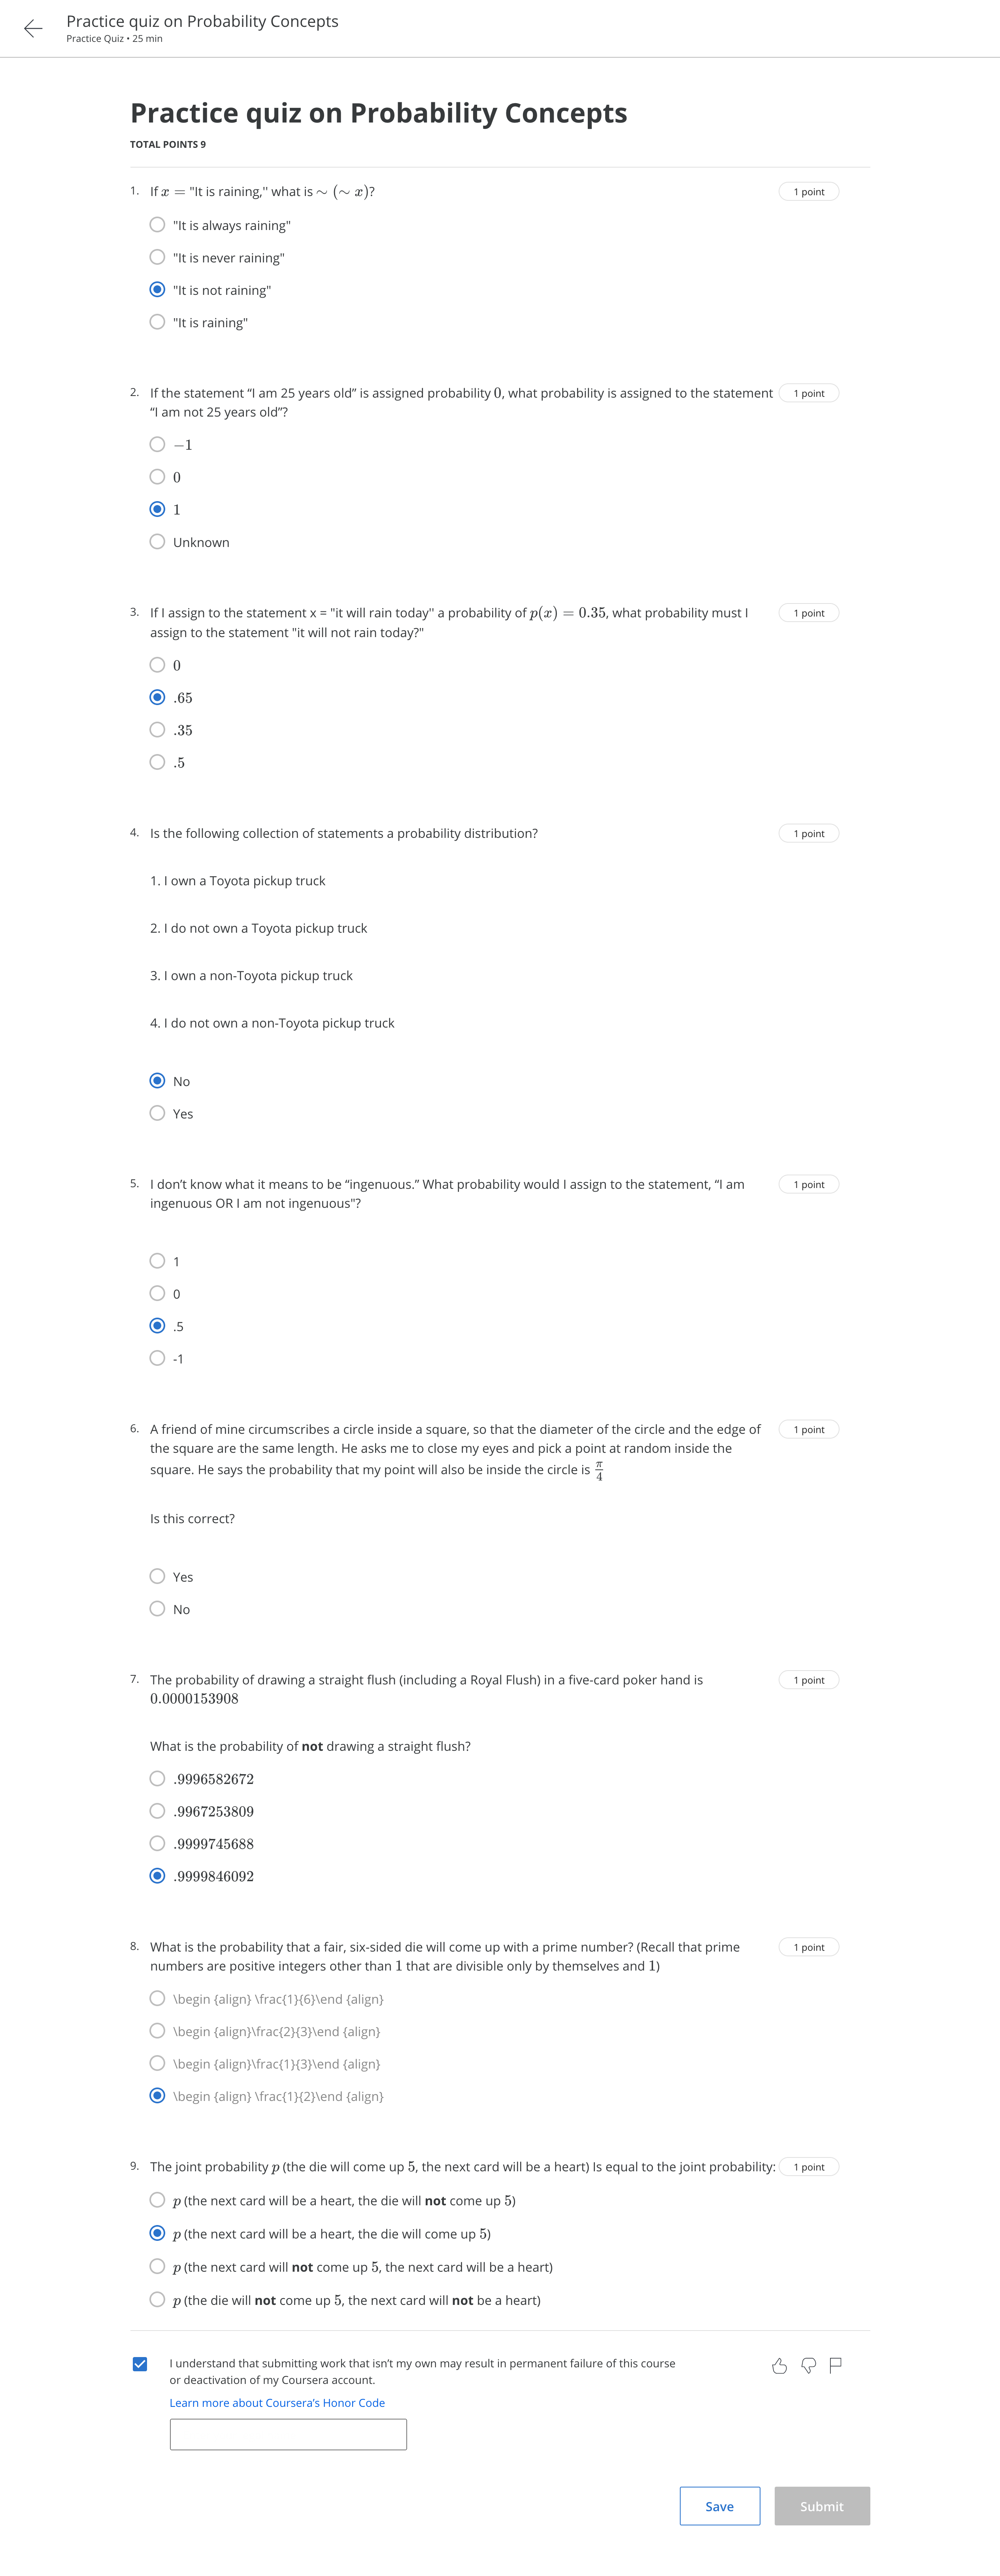 Practice quiz on Probability Concepts
Practice Quiz • 25 min
Practice quiz on Probability Concepts
TOTAL POINTS 9
1. If x = "It is raining," what is ∼ (∼ x)?
1 point
"It is always raining"
"It is never raining"
"It is not raining"
"It is raining"
2. If the statement “I am 25 years old” is assigned probability 0, what probability is assigned to the statement
1 point
“I am not 25 years old”?
−1
0
1
Unknown
3. If I assign to the statement x = "it will rain today" a probability of p(x) = 0.35, what probability must I
1 point
assign to the statement "it will not rain today?"
0
.65
.35
.5
4. Is the following collection of statements a probability distribution?
1 point
1. I own a Toyota pickup truck
2. I do not own a Toyota pickup truck
3. I own a non-Toyota pickup truck
4. I do not own a non-Toyota pickup truck
No
Yes
5. I don’t know what it means to be “ingenuous.” What probability would I assign to the statement, “I am
1 point
ingenuous OR I am not ingenuous"?
1
0
.5
-1
6. A friend of mine circumscribes a circle inside a square, so that the diameter of the circle and the edge of
1 point
the square are the same length. He asks me to close my eyes and pick a point at random inside the
square. He says the probability that my point will also be inside the circle is π/4
Is this correct?
Yes
No
7. The probability of drawing a straight flush (including a Royal Flush) in a five-card poker hand is
1 point
0.0000153908
What is the probability of not drawing a straight flush?
.9996582672
.9967253809
.9999745688
.9999846092
8. What is the probability that a fair, six-sided die will come up with a prime number? (Recall that prime
1 point
numbers are positive integers other than 1 that are divisible only by themselves and 1)
\begin {align} \frac{1}{6}\end {align}
\begin {align}\frac{2}{3}\end {align}
\begin {align}\frac{1}{3}\end {align}
\begin {align} \frac{1}{2}\end {align}
9. The joint probability p (the die will come up 5, the next card will be a heart) Is equal to the joint probability:
1 point
p (the next card will be a heart, the die will not come up 5)
p (the next card will be a heart, the die will come up 5)
p (the next card will not come up 5, the next card will be a heart)
p (the die will not come up 5, the next card will not be a heart)
I understand that submitting work that isn’t my own may result in permanent failure of this course
or deactivation of my Coursera account.
Learn more about Coursera’s Honor Code
Save
Submit